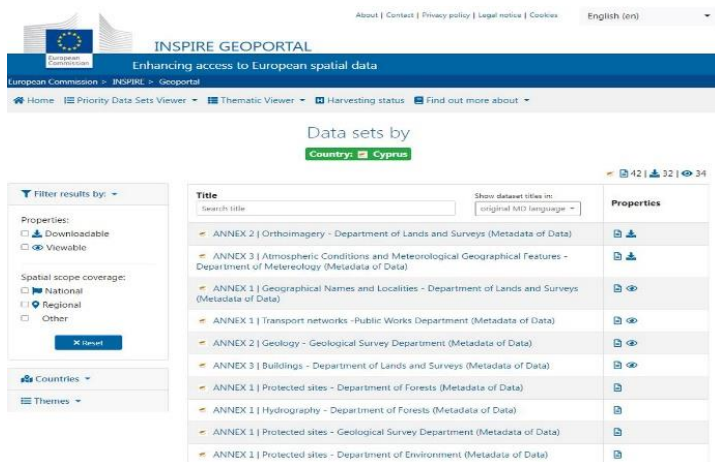 About | Contact | Privacy policy | Legal notice | Cookies
English (en)
European
Commission
INSPIRE GEOPORTAL
Enhancing access to European spatial data
European Commission > INSPIRE > Geoportal
Home Priority Data Sets Viewer Thematic Viewer Harvesting status Find out more about
Data sets by
Country: Cyprus
42 | 32 | 34
Filter results by:
Properties:
Downloadable
Viewable
Spatial scope coverage:
National
Regional
Other
Reset
Countries
Themes
Title
Show dataset titles in:
Search title
original MD language
Properties
ANNEX 2 | Orthoimagery - Department of Lands and Surveys (Metadata of Data)
ANNEX 3 | Atmospheric Conditions and Meteorological Geographical Features -
Department of Metereology (Metadata of Data)
ANNEX 1 | Geographical Names and Localities - Department of Lands and Surveys
(Metadata of Data)
ANNEX 1 | Transport networks -Public Works Department (Metadata of Data)
ANNEX 2 | Geology - Geological Survey Department (Metadata of Data)
ANNEX 3 | Buildings - Department of Lands and Surveys (Metadata of Data)
ANNEX 1 | Protected sites - Department of Forests (Metadata of Data)
ANNEX 1 | Hydrography - Department of Forests (Metadata of Data)
ANNEX 1 | Protected sites - Geological Survey Department (Metadata of Data)
ANNEX 1 | Protected sites - Department of Environment (Metadata of Data)